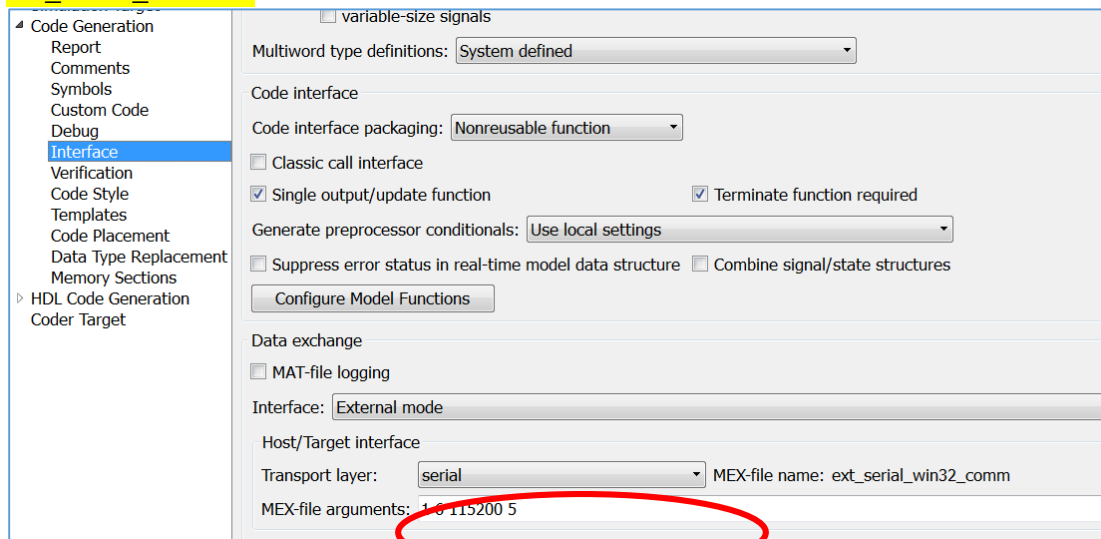 variable-size signals
Code Generation
Report
Comments
Symbols
Custom Code
Debug
Interface
Verification
Code Style
Templates
Code Placement
Data Type Replacement
Memory Sections
HDL Code Generation
Coder Target
Multiword type definitions: System defined
Code interface
Code interface packaging: Nonreusable function
Classic call interface
Single output/update function Terminate function required
Generate preprocessor conditionals: Use local settings
Suppress error status in real-time model data structure Combine signal/state structures
Configure Model Functions
Data exchange
MAT-file logging
Interface: External mode
Host/Target interface
Transport layer: serial MEX-file name: ext_serial_win32_comm
MEX-file arguments: 1 6 115200 5